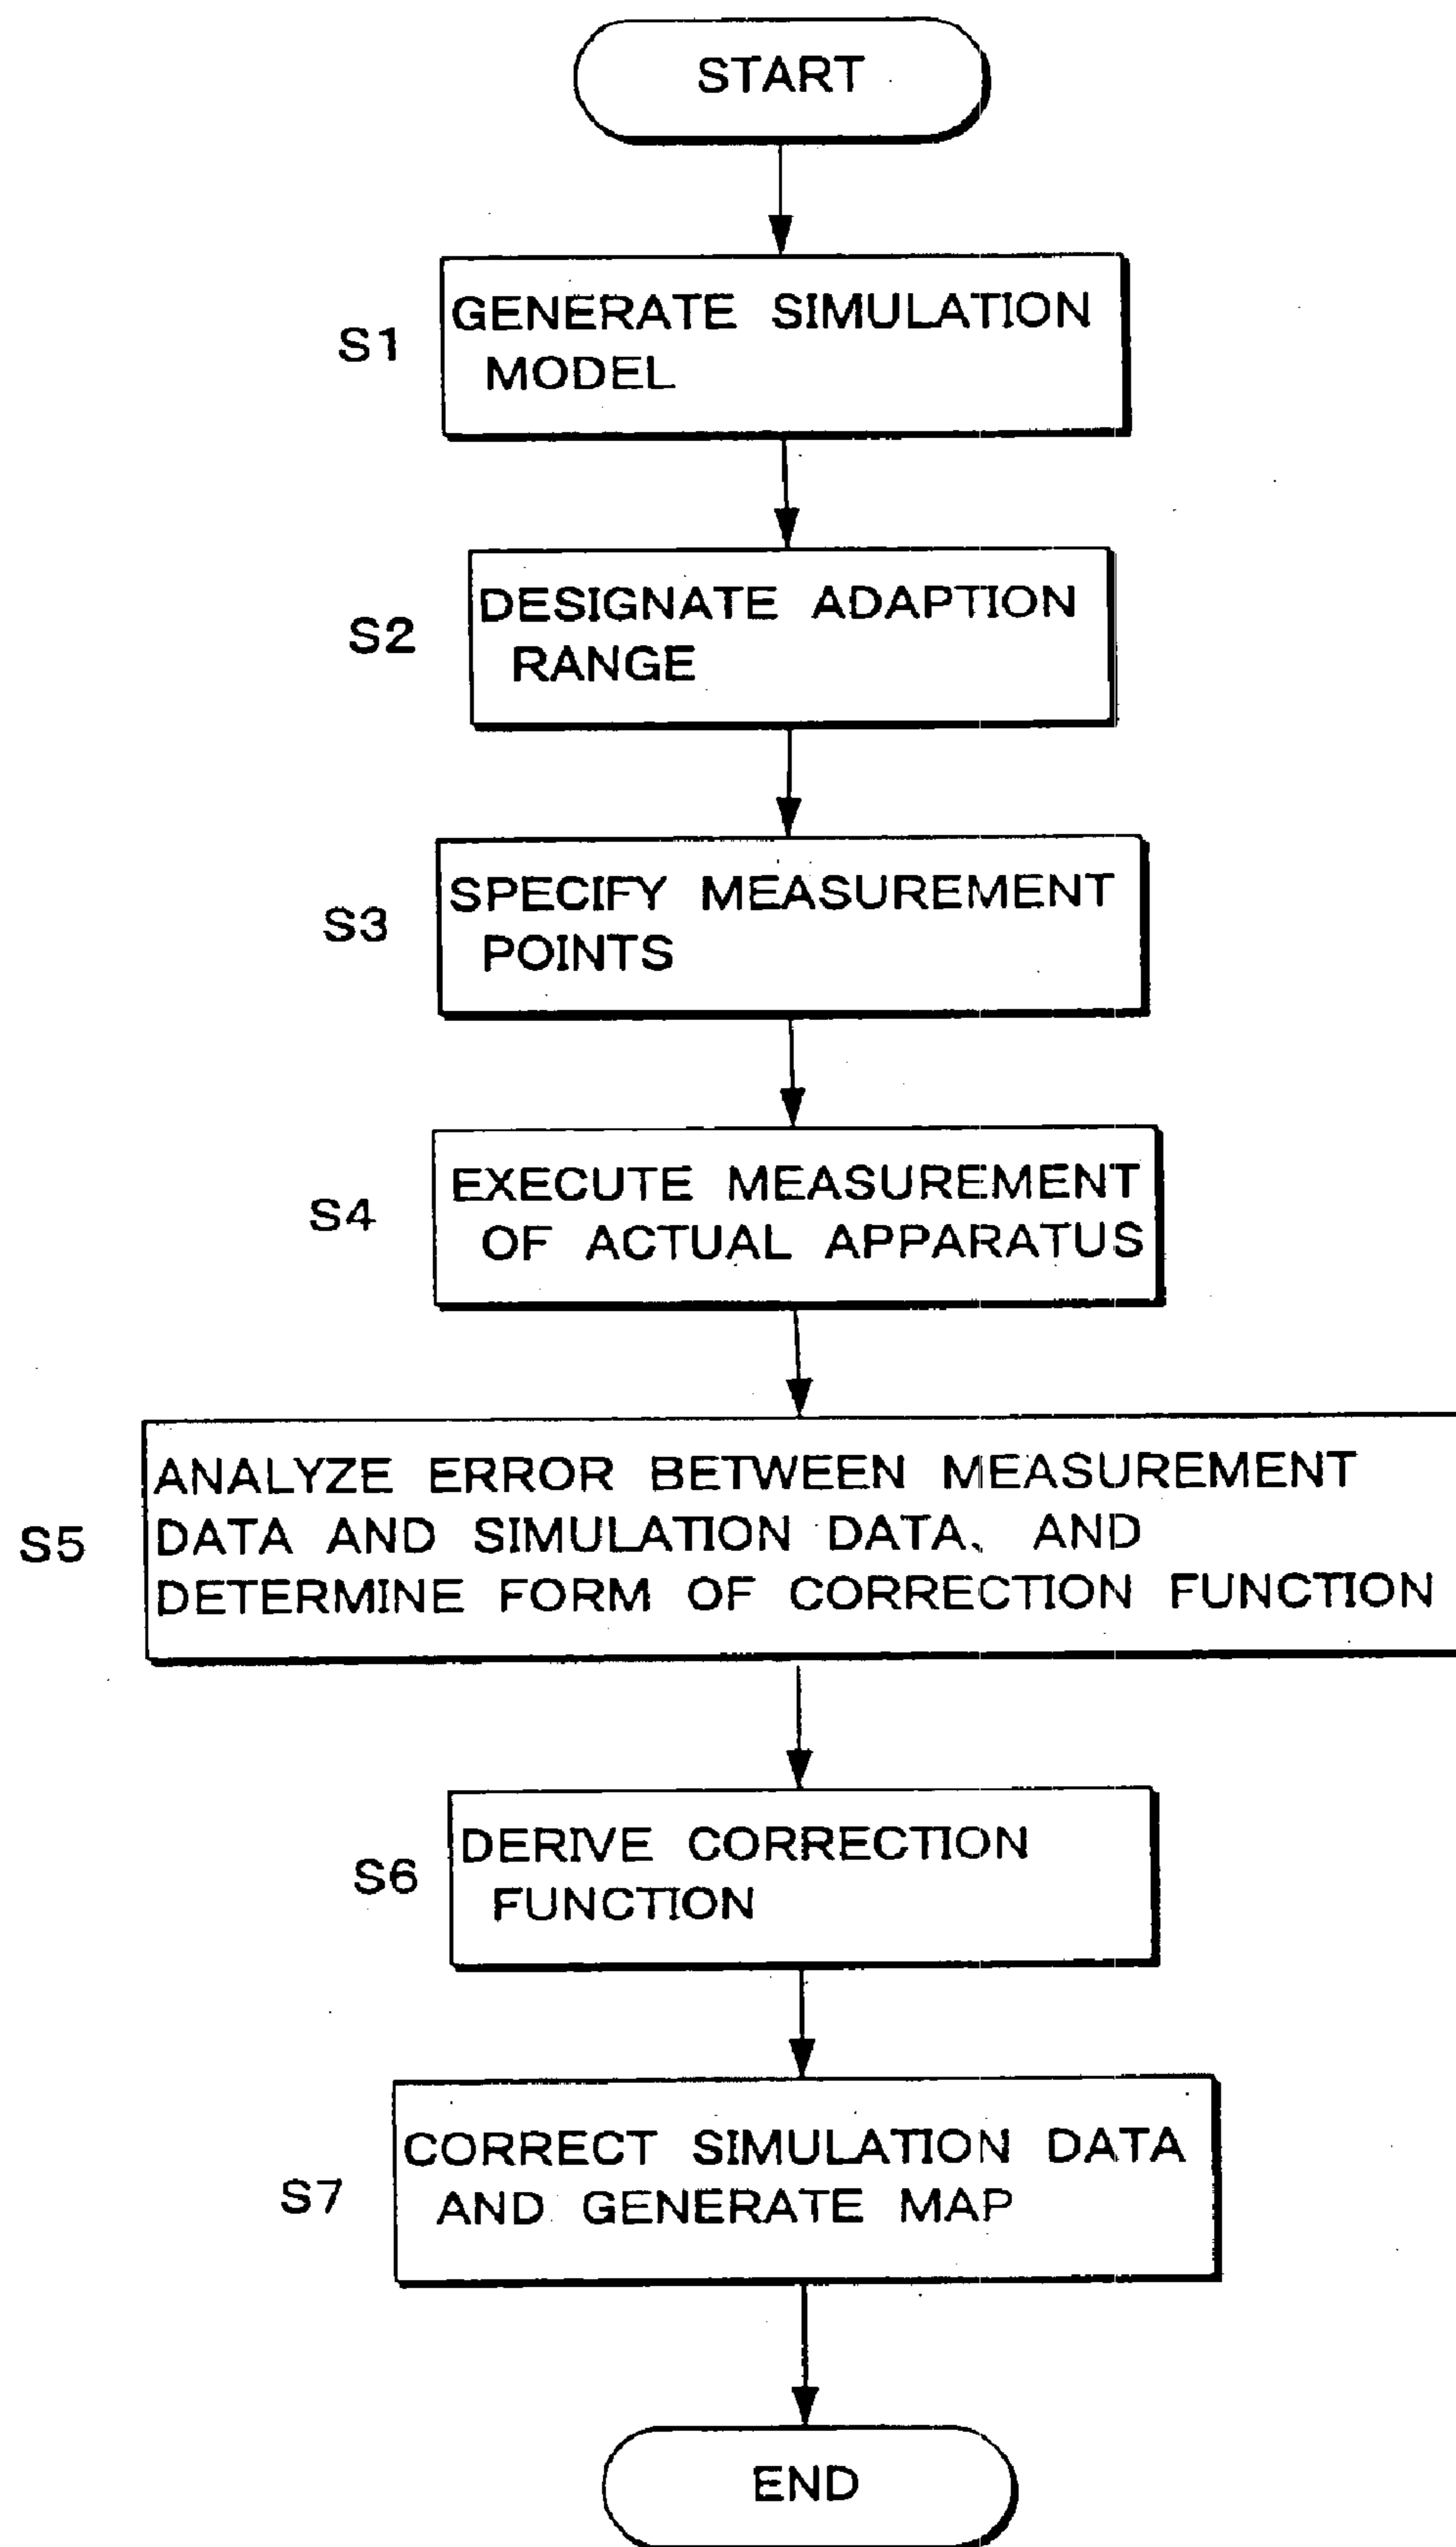 START
S1
GENERATE SIMULATION
MODEL
S2
DESIGNATE ADAPTION
RANGE
S3
SPECIFY MEASUREMENT
POINTS
S4
EXECUTE MEASUREMENT
OF ACTUAL APPARATUS
S5
ANALYZE ERROR BETWEEN MEASUREMENT
DATA AND SIMULATION DATA, AND
DETERMINE FORM OF CORRECTION FUNCTION
S6
DERIVE CORRECTION
FUNCTION
S7
CORRECT SIMULATION DATA
AND GENERATE MAP
END